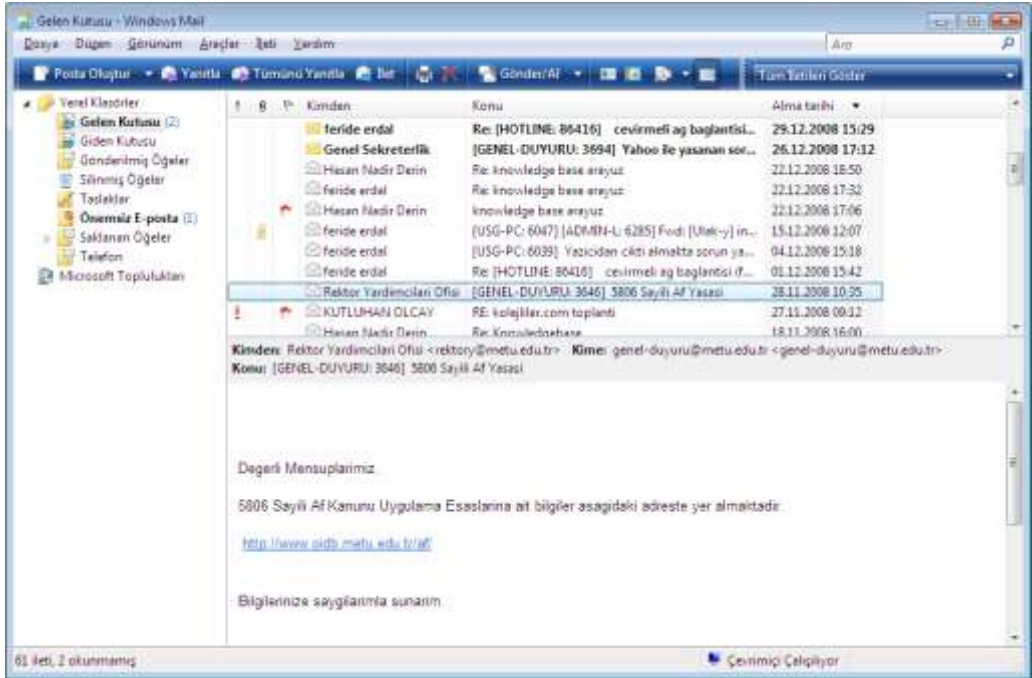 Gelen Kutusu - Windows Mail
Dosya Düzen Görünüm Araçlar İleti Yardım
Ara
Posta Oluştur Yanıtla Tümünü Yanıtla İlet Gönder/Al Tüm İletileri Göster
Yerel Klasörler
Gelen Kutusu (2)
Giden Kutusu
Gönderilmiş Öğeler
Silinmiş Öğeler
Taslaklar
Önemsiz E-posta
Saklanan Öğeler
Telefon
Microsoft Toplulukları
Kimden Konu Alma tarihi
feride erdal Re: [HOTLINE: 86416] cevirmeli ag baglantisi... 29.12.2008 15:29
Genel Sekreterlik [GENEL-DUYURU: 3694] Yahoo ile yasanan sor... 26.12.2008 17:12
Hasan Nadir Derin Re: knowledge base arayuz 22.12.2008 18:50
feride erdal Re: knowledge base arayuz 22.12.2008 17:32
Hasan Nadir Derin knowledge base arayuz 22.12.2008 17:06
feride erdal [USG-PC: 6047] [ADMIN-L: 6285] Fwd: [Ulak-y] in... 15.12.2008 12:07
feride erdal [USG-PC: 6039] Yazicidan cikti almakta sorun ya... 04.12.2008 15:18
feride erdal Re: [HOTLINE: 86416] cevirmeli ag baglantisi (f... 01.12.2008 15:42
Rektor Yardimcilari Ofisi [GENEL-DUYURU: 3646] 5806 Sayili Af Yasasi 28.11.2008 10:35
KUTLUHAN OLCAY RE: kolejliler.com toplanti 27.11.2008 09:12
Hasan Nadir Derin Re: Knowledgebase 18.11.2008 16:00
Kimden: Rektor Yardimcilari Ofisi <rektory@metu.edu.tr> Kime: genel-duyuru@metu.edu.tr <genel-duyuru@metu.edu.tr>
Konu: [GENEL-DUYURU: 3646] 5806 Sayili Af Yasasi
Degerli Mensuplarimiz
5806 Sayili Af Kanunu Uygulama Esaslarina ait bilgiler asagidaki adreste yer almaktadir.
http://www.oidb.metu.edu.tr/af/
Bilgilerinize saygilarimla sunarim
61 ileti, 2 okunmamış
Çevrimiçi Çalışılıyor